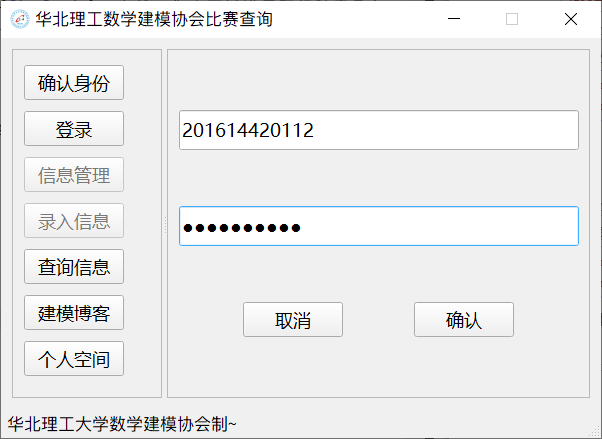 华北理工数学建模协会比赛查询
确认身份
登录
信息管理
录入信息
查询信息
建模博客
个人空间
201614420112
●●●●●●●●●●
取消
确认
华北理工大学数学建模协会制~